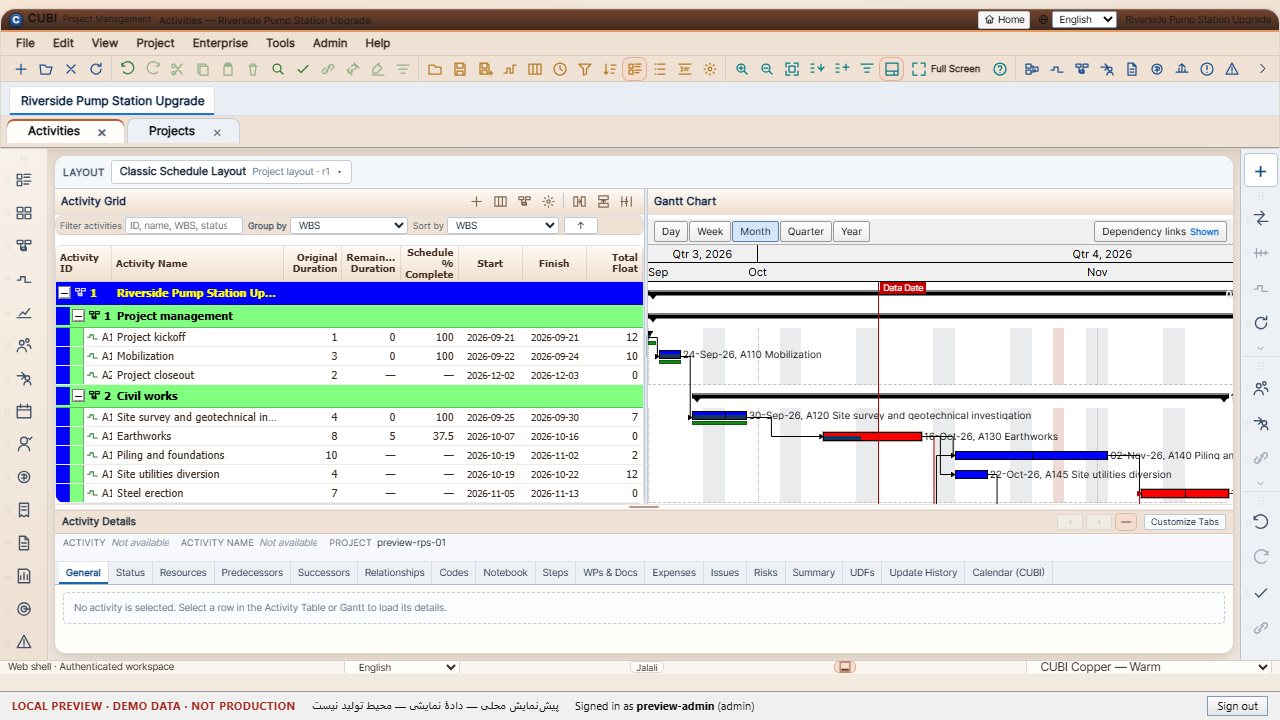 CUBI Project Management Activities — Riverside Pump Station Upgrade Home English Riverside Pump Station Upgrade
File Edit View Project Enterprise Tools Admin Help
Full Screen
Riverside Pump Station Upgrade
Activities Projects
LAYOUT Classic Schedule Layout Project layout · r1
Activity Grid
Filter activities ID, name, WBS, status Group by WBS Sort by WBS
Activity ID Activity Name Original Duration Remain... Duration Schedule % Complete Start Finish Total Float
1 Riverside Pump Station Up...
1 Project management
A1 Project kickoff 1 0 100 2026-09-21 2026-09-21 12
A1 Mobilization 3 0 100 2026-09-22 2026-09-24 10
A2 Project closeout 2 — — 2026-12-02 2026-12-03 0
2 Civil works
A1 Site survey and geotechnical in... 4 0 100 2026-09-25 2026-09-30 7
A1 Earthworks 8 5 37.5 2026-10-07 2026-10-16 0
A1 Piling and foundations 10 — — 2026-10-19 2026-11-02 2
A1 Site utilities diversion 4 — — 2026-10-19 2026-10-22 12
A1 Steel erection 7 — — 2026-11-05 2026-11-13 0
Gantt Chart
Day Week Month Quarter Year Dependency links Shown
Qtr 3, 2026 Qtr 4, 2026
Sep Oct Nov
Data Date
24-Sep-26, A110 Mobilization
30-Sep-26, A120 Site survey and geotechnical investigation
16-Oct-26, A130 Earthworks
02-Nov-26, A140 Piling an
22-Oct-26, A145 Site utilities diversion
Activity Details Customize Tabs
ACTIVITY Not available ACTIVITY NAME Not available PROJECT preview-rps-01
General Status Resources Predecessors Successors Relationships Codes Notebook Steps WPs & Docs Expenses Issues Risks Summary UDFs Update History Calendar (CUBI)
No activity is selected. Select a row in the Activity Table or Gantt to load its details.
Web shell · Authenticated workspace English Jalali CUBI Copper — Warm
LOCAL PREVIEW · DEMO DATA · NOT PRODUCTION پیش‌نمایش محلی — دادهٔ نمایشی — محیط تولید نیست Signed in as preview-admin (admin) Sign out